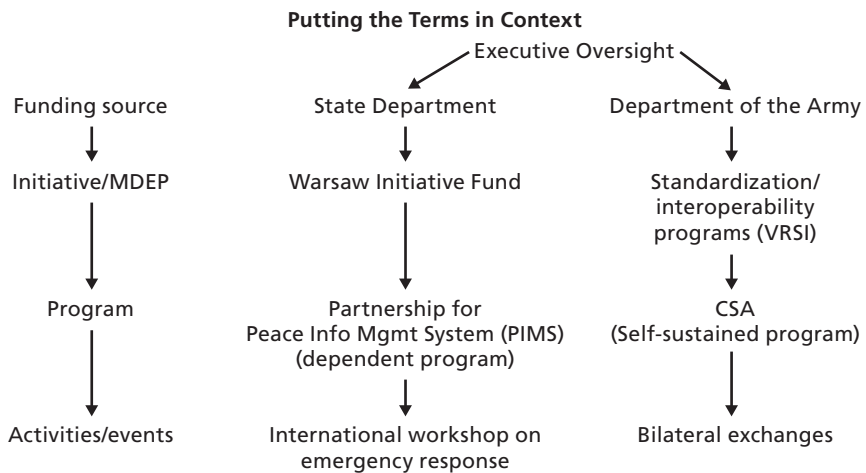 Putting the Terms in Context
Executive Oversight
Funding source
State Department
Department of the Army
Initiative/MDEP
Warsaw Initiative Fund
Standardization/
interoperability
programs (VRSI)
Program
Partnership for
Peace Info Mgmt System (PIMS)
(dependent program)
CSA
(Self-sustained program)
Activities/events
International workshop on
emergency response
Bilateral exchanges